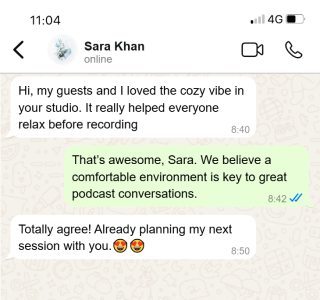 11:04
4G
Sara Khan
online
Hi, my guests and I loved the cozy vibe in
your studio. It really helped everyone
relax before recording
8:40
That's awesome, Sara. We believe a
comfortable environment is key to great
podcast conversations.
8:42
Totally agree! Already planning my next
session with you.😍😍
8:50